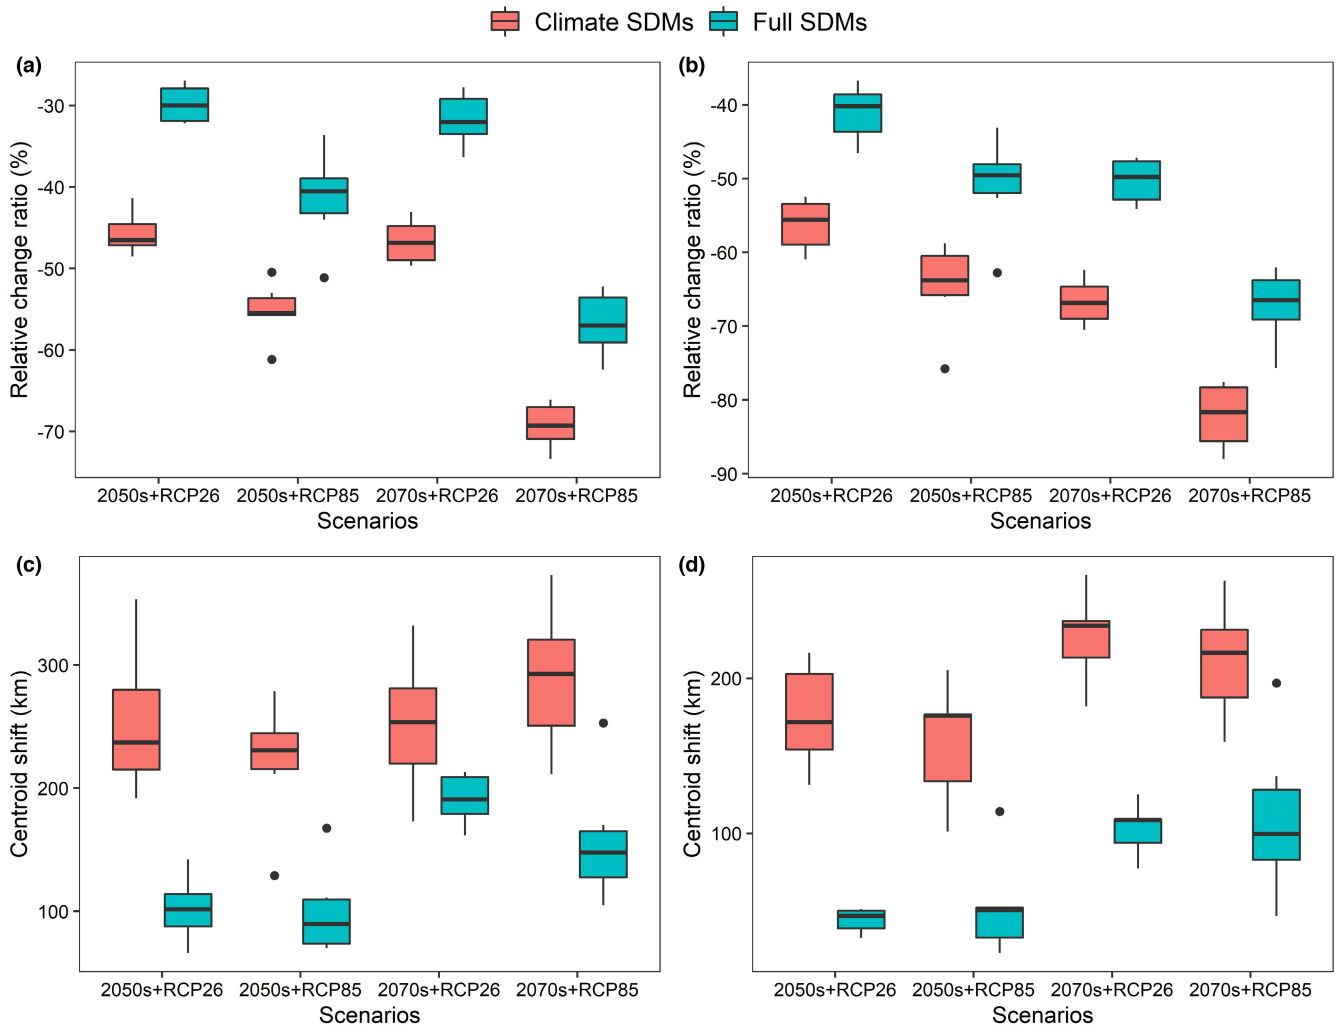 Climate SDMs Full SDMs
(a)
Relative change ratio (%)
-30
-40
-50
-60
-70
2050s+RCP26 2050s+RCP85 2070s+RCP26 2070s+RCP85
Scenarios
(b)
Relative change ratio (%)
-40
-50
-60
-70
-80
-90
2050s+RCP26 2050s+RCP85 2070s+RCP26 2070s+RCP85
Scenarios
(c)
Centroid shift (km)
300
200
100
2050s+RCP26 2050s+RCP85 2070s+RCP26 2070s+RCP85
Scenarios
(d)
Centroid shift (km)
200
100
2050s+RCP26 2050s+RCP85 2070s+RCP26 2070s+RCP85
Scenarios